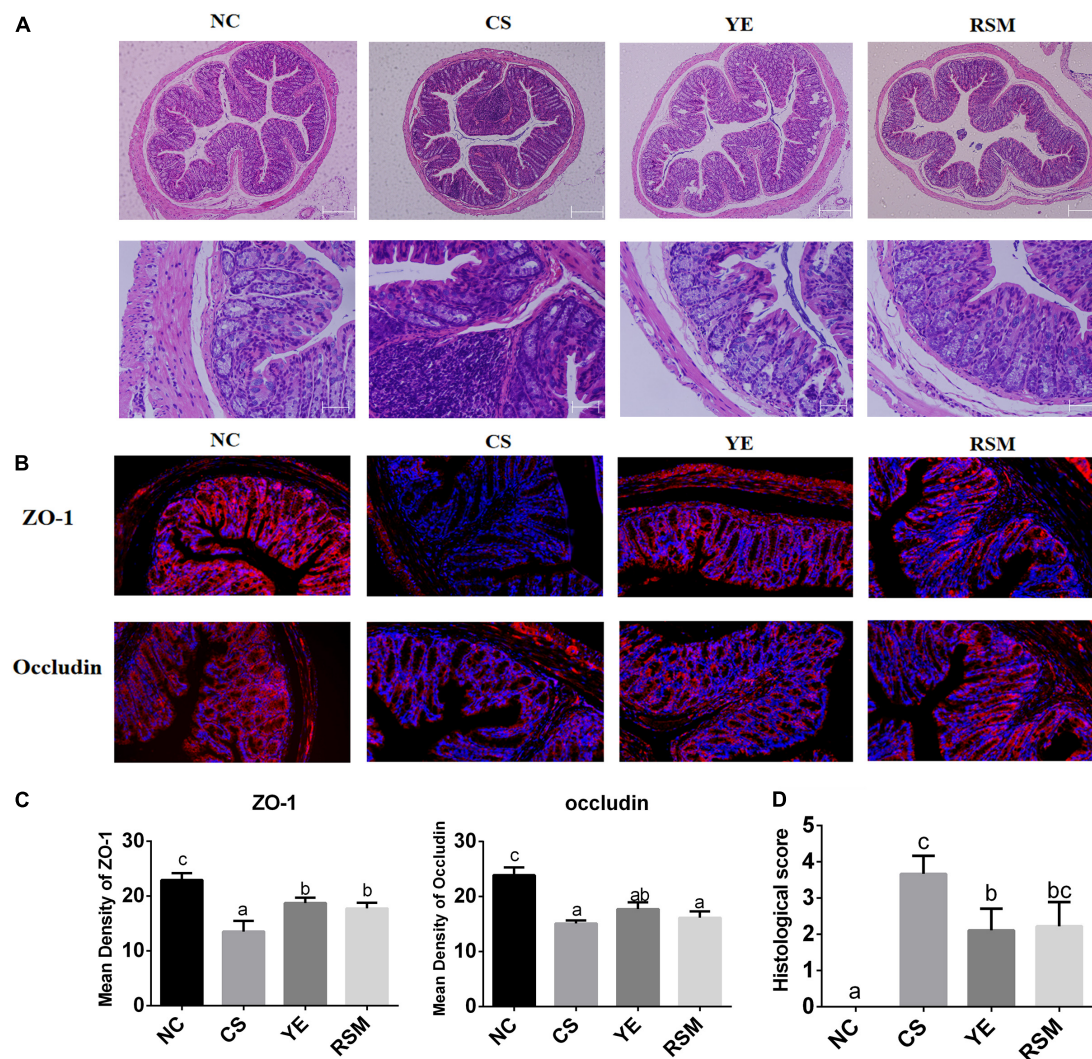 A
NC CS YE RSM
B
NC CS YE RSM
ZO-1
Occludin
C
ZO-1
Mean Density of ZO-1
30
20
10
0
c a b b
NC CS YE RSM
occludin
Mean Density of Occludin
30
20
10
0
c a ab a
NC CS YE RSM
D
Histological score
5
4
3
2
1
0
a c b bc
NC CS YE RSM